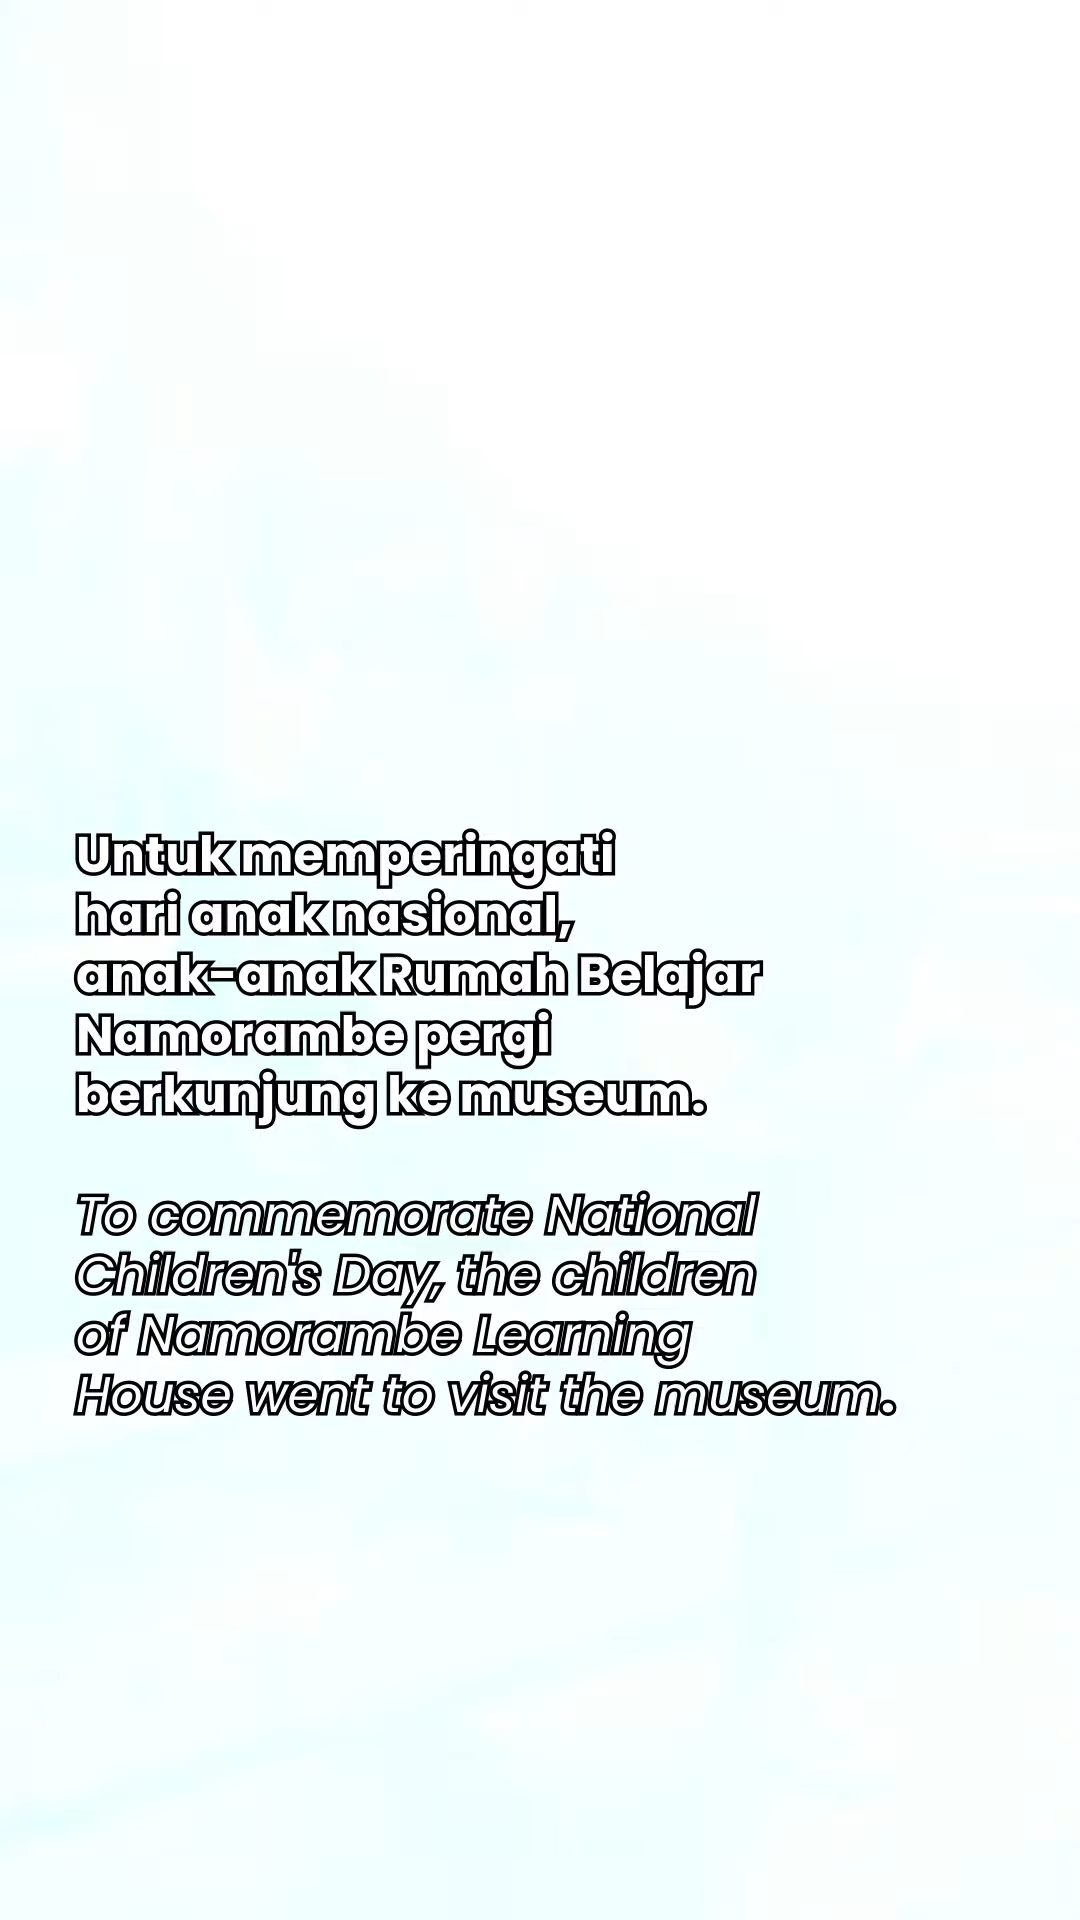 Untuk memperingati
hari anak nasional,
anak-anak Rumah Belajar
Namorambe pergi
berkunjung ke museum.
To commemorate National
Children's Day, the children
of Namorambe Learning
House went to visit the museum.